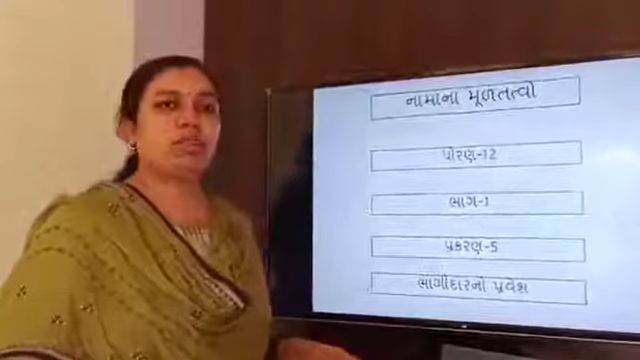 નામાના મૂળતત્વો
ધોરણ-12
ભાગ-1
પ્રકરણ-5
ભાગીદારનો પ્રવેશ